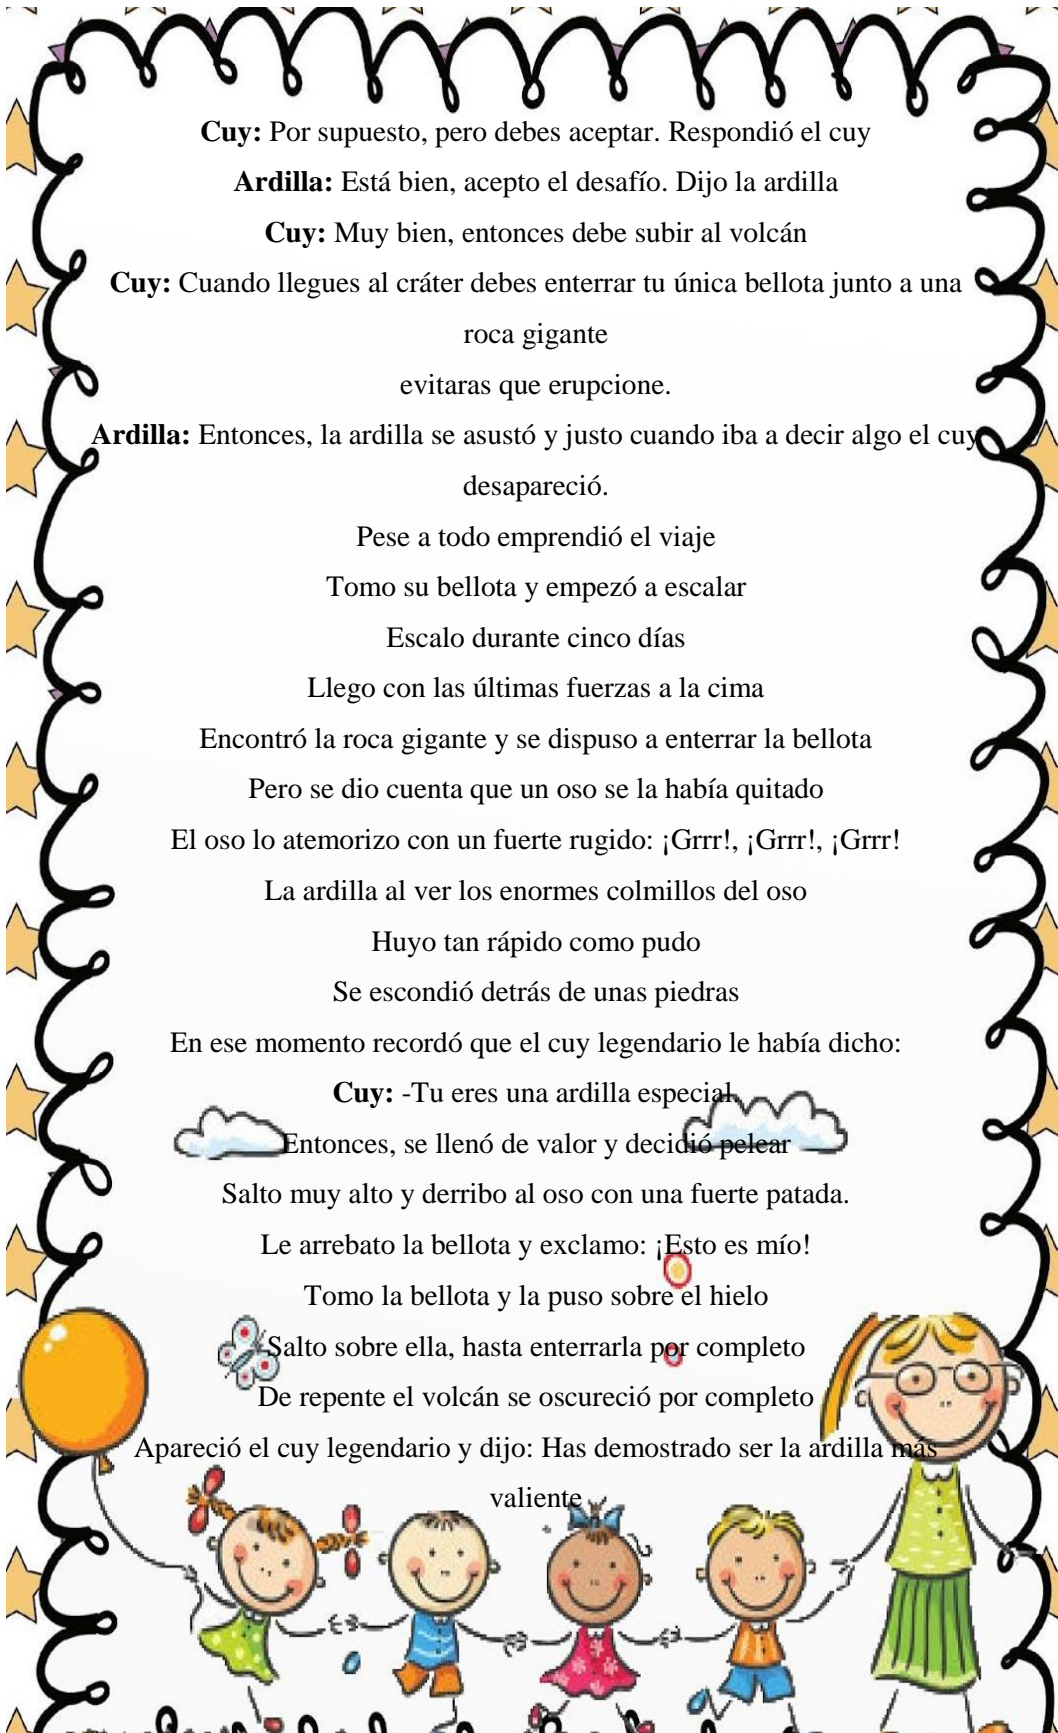 Cuy: Por supuesto, pero debes aceptar. Respondió el cuy
Ardilla: Está bien, acepto el desafío. Dijo la ardilla
Cuy: Muy bien, entonces debe subir al volcán
Cuy: Cuando llegues al cráter debes enterrar tu única bellota junto a una
roca gigante
evitaras que erupcione.
Ardilla: Entonces, la ardilla se asustó y justo cuando iba a decir algo el cuy
desapareció.
Pese a todo emprendió el viaje
Tomo su bellota y empezó a escalar
Escalo durante cinco días
Llego con las últimas fuerzas a la cima
Encontró la roca gigante y se dispuso a enterrar la bellota
Pero se dio cuenta que un oso se la había quitado
El oso lo atemorizo con un fuerte rugido: ¡Grrr!, ¡Grrr!, ¡Grrr!
La ardilla al ver los enormes colmillos del oso
Huyo tan rápido como pudo
Se escondió detrás de unas piedras
En ese momento recordó que el cuy legendario le había dicho:
Cuy: -Tu eres una ardilla especial.
Entonces, se llenó de valor y decidió pelear
Salto muy alto y derribo al oso con una fuerte patada.
Le arrebato la bellota y exclamo: ¡Esto es mío!
Tomo la bellota y la puso sobre el hielo
Salto sobre ella, hasta enterrarla por completo
De repente el volcán se oscureció por completo
Apareció el cuy legendario y dijo: Has demostrado ser la ardilla más
valiente